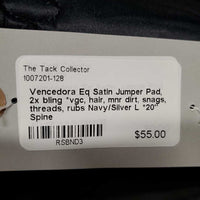 The Tack Collector
1007201-128
Vencedora Eq Satin Jumper Pad,
2x bling *vgc, hair, mnr dirt, snags,
threads, rubs Navy/Silver L *20"
Spine
RSBND3
$55.00